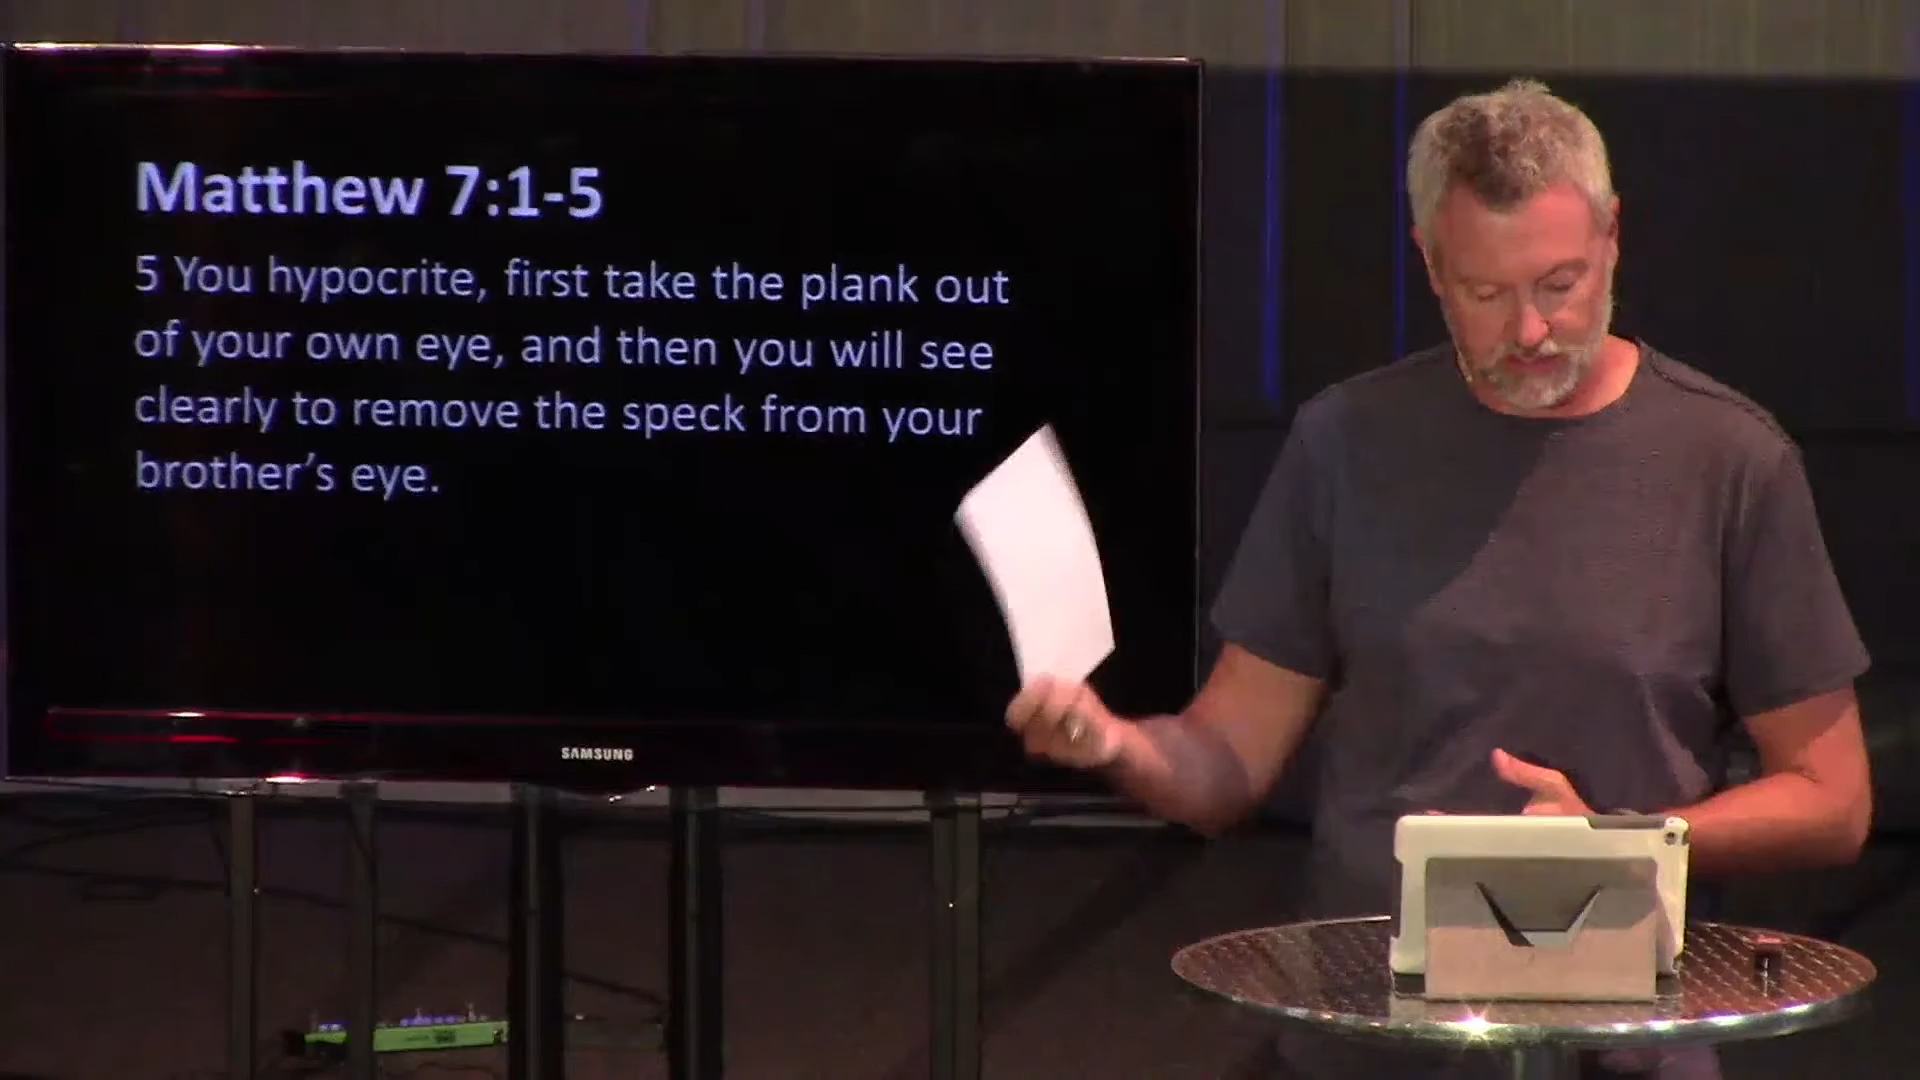 Matthew 7:1-5
5 You hypocrite, first take the plank out
of your own eye, and then you will see
clearly to remove the speck from your
brother’s eye.
SAMSUNG